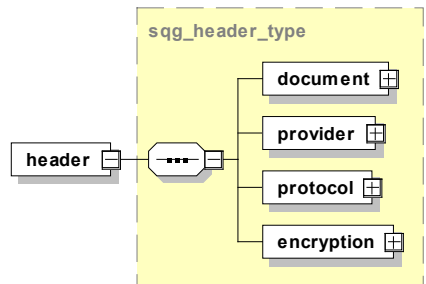 sqg_header_type
document
provider
header
protocol
encryption